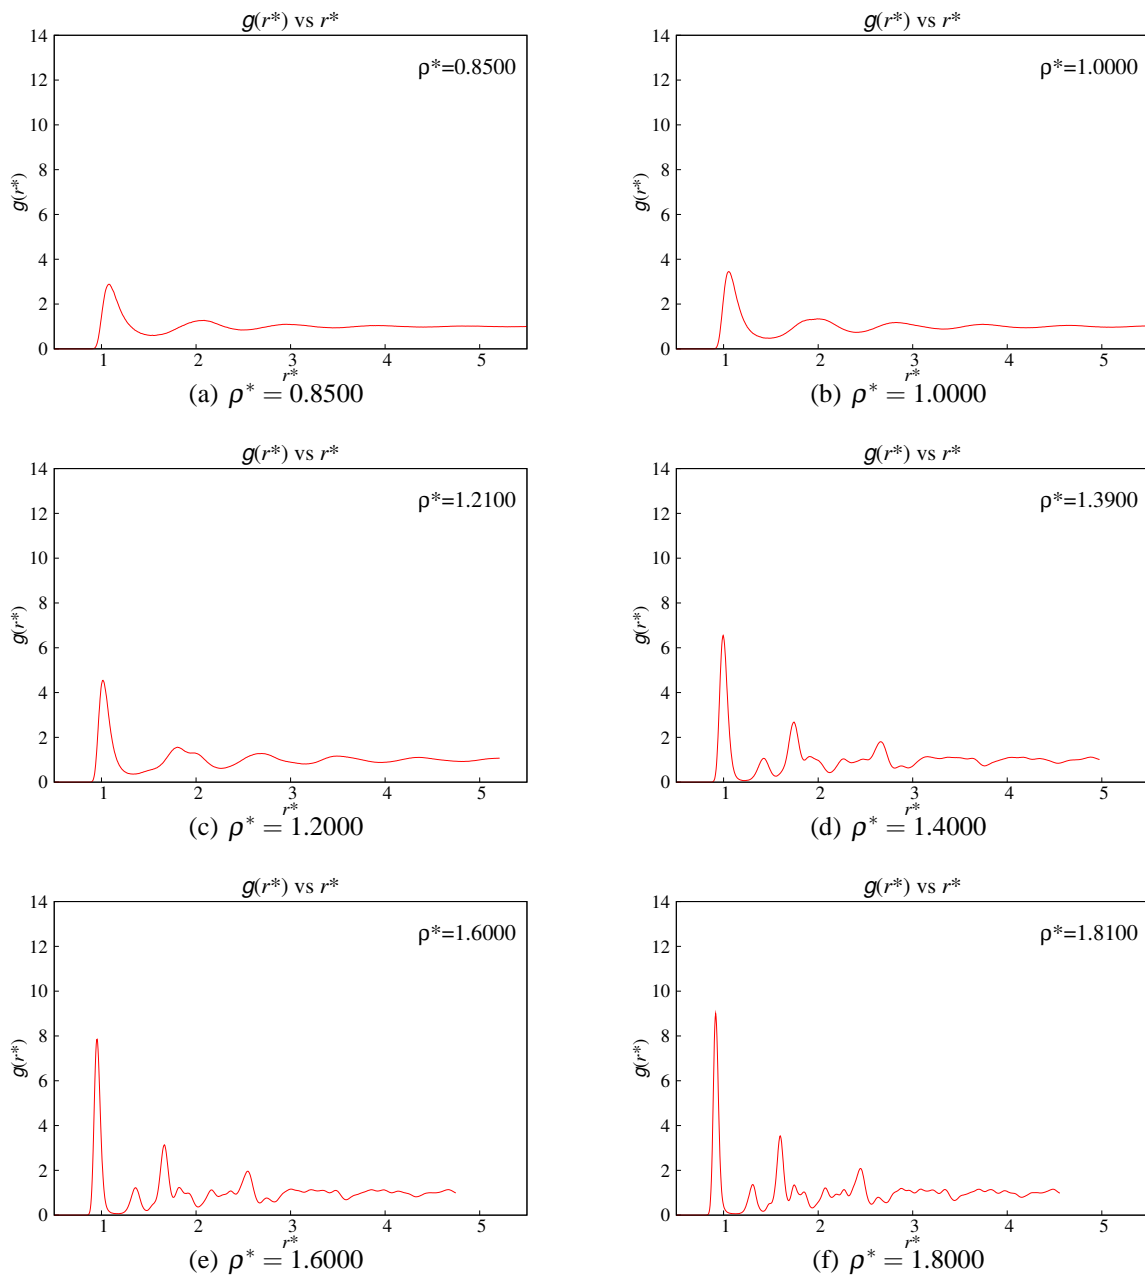 g(r*) vs r*
ρ*=0.8500
14
12
10
8
6
4
2
0
g(r*)
1 2 3 4 5
r*
(a) ρ* = 0.8500
g(r*) vs r*
ρ*=1.0000
14
12
10
8
6
4
2
0
g(r*)
1 2 3 4 5
r*
(b) ρ* = 1.0000
g(r*) vs r*
ρ*=1.2100
14
12
10
8
6
4
2
0
g(r*)
1 2 3 4 5
r*
(c) ρ* = 1.2000
g(r*) vs r*
ρ*=1.3900
14
12
10
8
6
4
2
0
g(r*)
1 2 3 4 5
r*
(d) ρ* = 1.4000
g(r*) vs r*
ρ*=1.6000
14
12
10
8
6
4
2
0
g(r*)
1 2 3 4 5
r*
(e) ρ* = 1.6000
g(r*) vs r*
ρ*=1.8100
14
12
10
8
6
4
2
0
g(r*)
1 2 3 4 5
r*
(f) ρ* = 1.8000